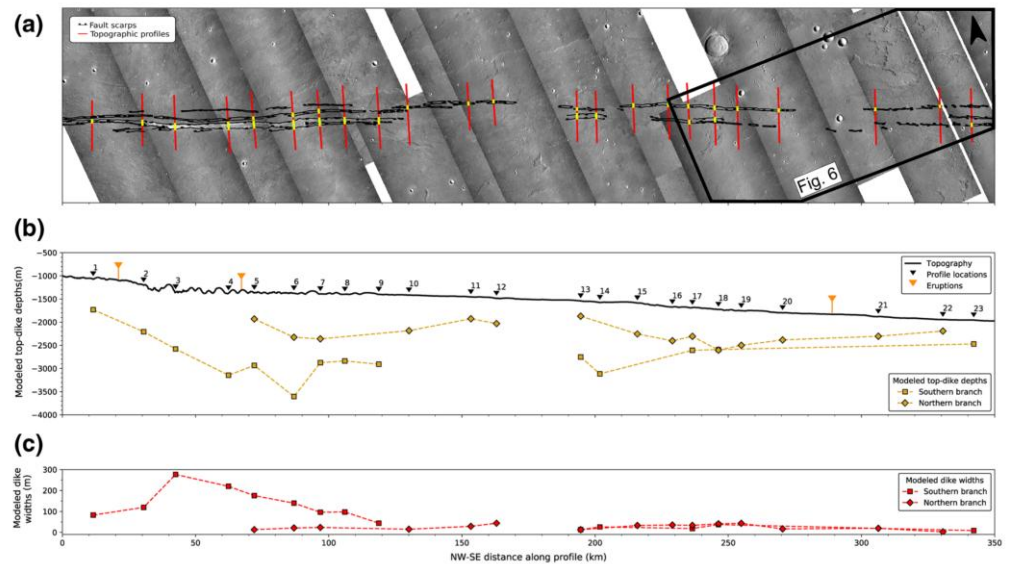 (a)
Fault scarps
Topographic profiles
Fig. 6
(b)
−500
−1000
−1500
−2000
−2500
−3000
−3500
−4000
Modeled top-dike depths(m)
1 2 3 4 5 6 7 8 9 10 11 12 13 14 15 16 17 18 19 20 21 22 23
Topography
Profile locations
Eruptions
Modeled top-dike depths
Southern branch
Northern branch
(c)
300
200
100
0
Modeled dike
widths (m)
Modeled dike widths
Southern branch
Northern branch
0 50 100 150 200 250 300 350
NW-SE distance along profile (km)